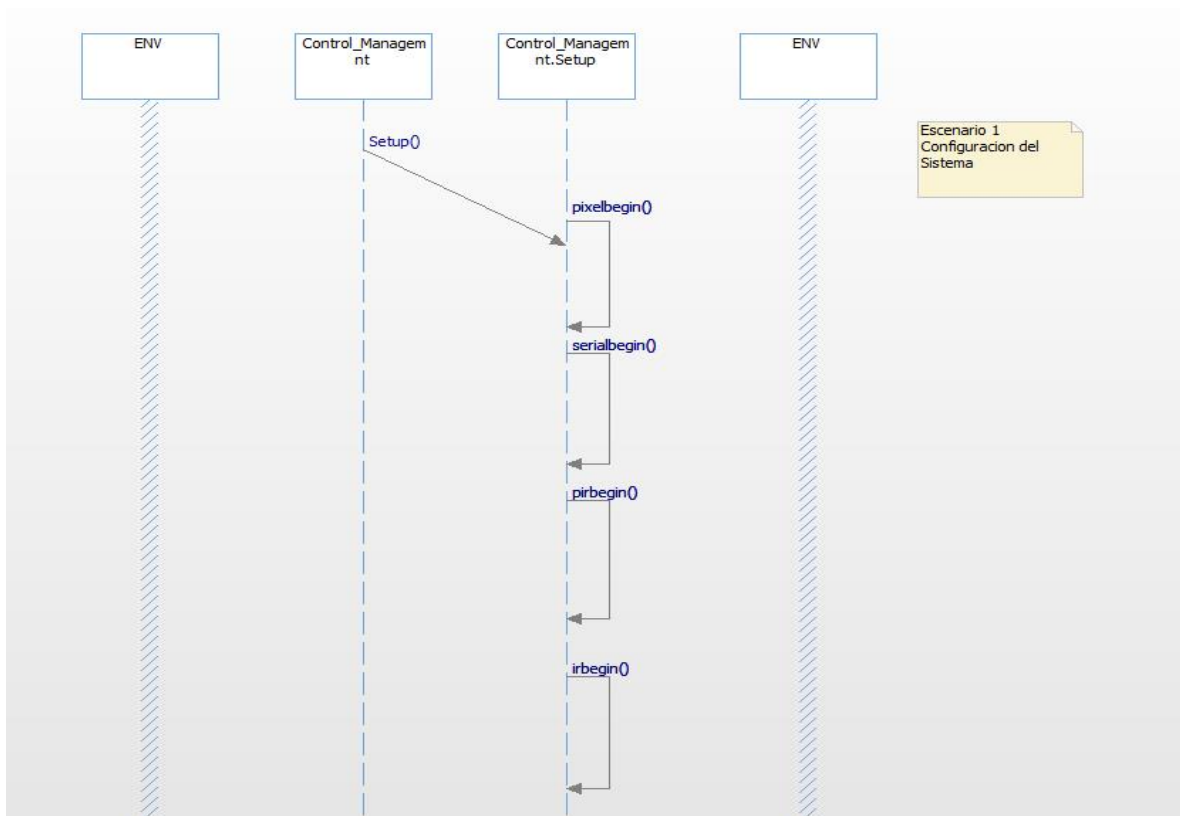 ENV
Control_Managem
nt
Control_Managem
nt.Setup
ENV
Escenario 1
Configuracion del
Sistema
Setup()
pixelbegin()
serialbegin()
pirbegin()
irbegin()